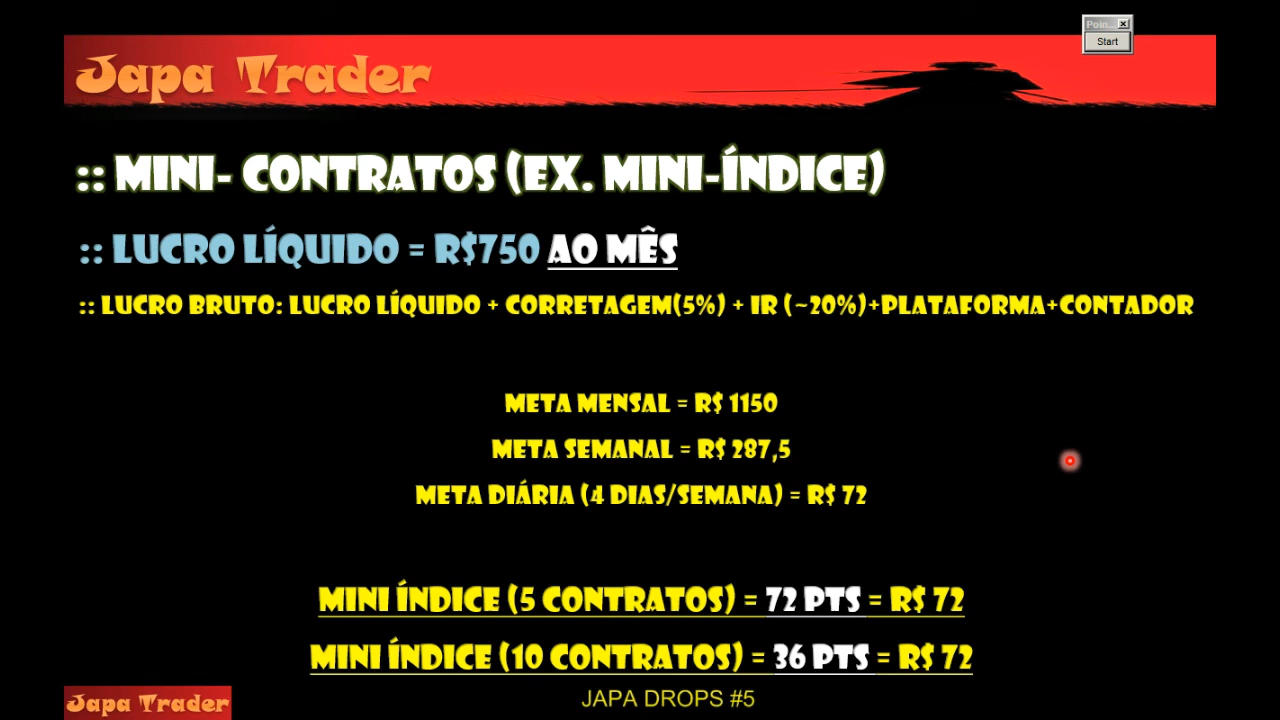 Poin...
Start
Japa Trader
:: MINI- CONTRATOS (EX. MINI-ÍNDICE)
:: LUCRO LÍQUIDO = R$750 AO MÊS
:: LUCRO BRUTO: LUCRO LÍQUIDO + CORRETAGEM(5%) + IR (~20%)+PLATAFORMA+CONTADOR
META MENSAL = R$ 1150
META SEMANAL = R$ 287,5
META DIÁRIA (4 DIAS/SEMANA) = R$ 72
MINI ÍNDICE (5 CONTRATOS) = 72 PTS = R$ 72
MINI ÍNDICE (10 CONTRATOS) = 36 PTS = R$ 72
Japa Trader
JAPA DROPS #5